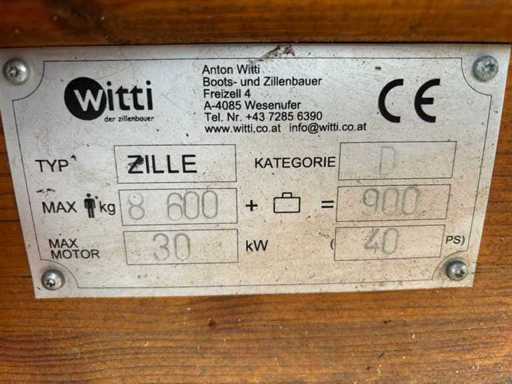 Witti
der zillenbauer
Anton Witti
Boots- und Zillenbauer
Freizell 4
A-4085 Wesenufer
Tel. Nr. +43 7285 6390
www.witti.co.at info@witti.co.at
CE
TYP ZILLE KATEGORIE D
MAX kg 8 600 + = 900
MAX MOTOR 30 kW ( 40 PS)